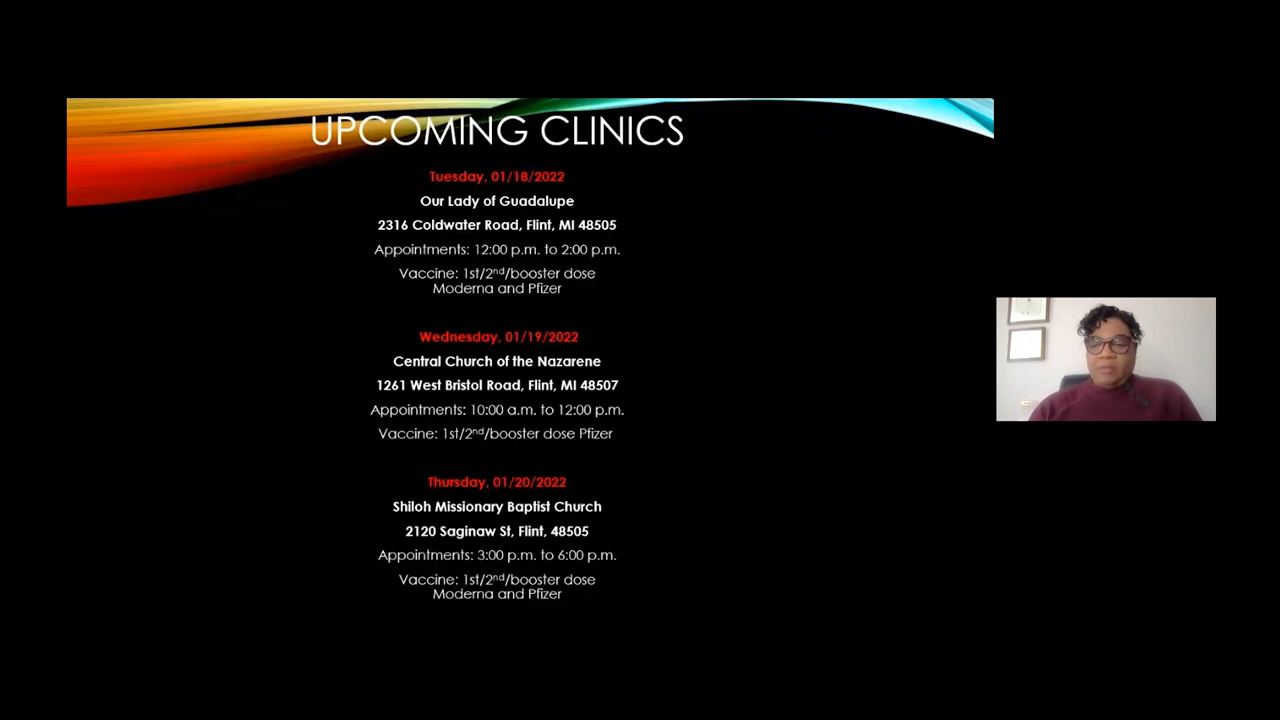 UPCOMING CLINICS
Tuesday, 01/18/2022
Our Lady of Guadalupe
2316 Coldwater Road, Flint, MI 48505
Appointments: 12:00 p.m. to 2:00 p.m.
Vaccine: 1st/2nd/booster dose
Moderna and Pfizer
Wednesday, 01/19/2022
Central Church of the Nazarene
1261 West Bristol Road, Flint, MI 48507
Appointments: 10:00 a.m. to 12:00 p.m.
Vaccine: 1st/2nd/booster dose Pfizer
Thursday, 01/20/2022
Shiloh Missionary Baptist Church
2120 Saginaw St, Flint, 48505
Appointments: 3:00 p.m. to 6:00 p.m.
Vaccine: 1st/2nd/booster dose
Moderna and Pfizer